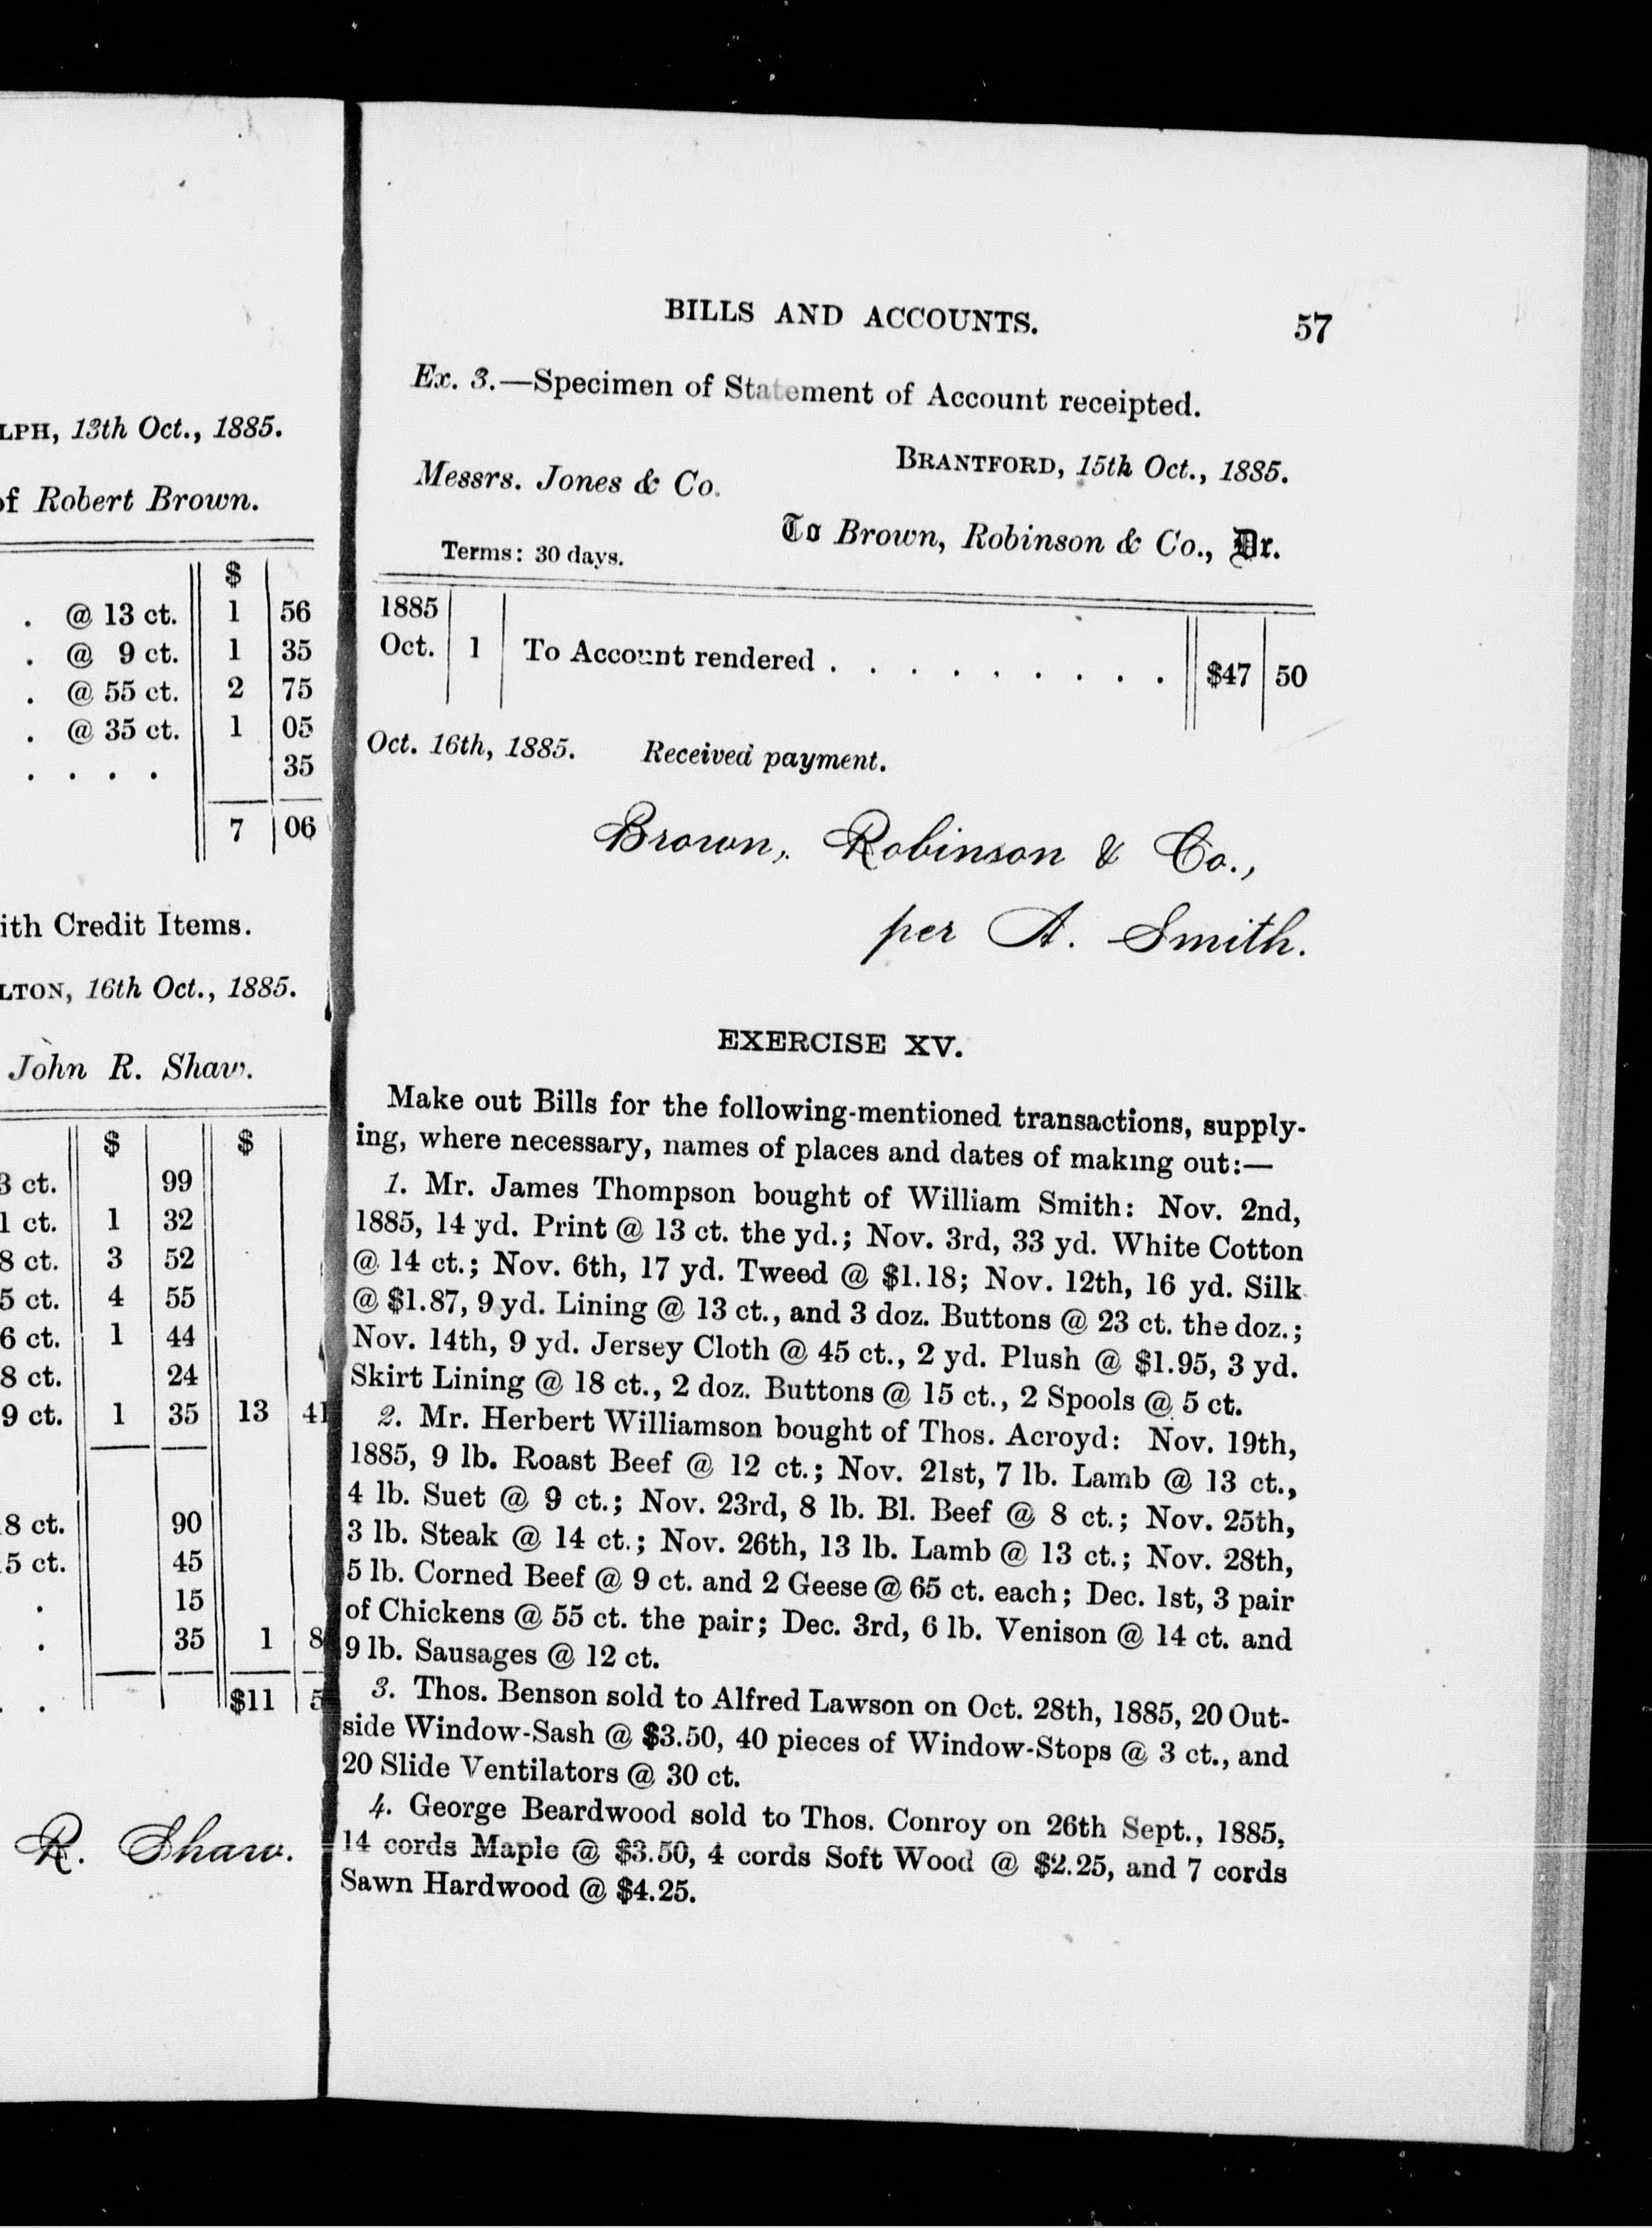 LPH, 13th Oct., 1885.
of Robert Brown.
$
. @ 13 ct. 1 56
. @ 9 ct. 1 35
. @ 55 ct. 2 75
. @ 35 ct. 1 05
. . . . 35
7 06
ith Credit Items.
LTON, 16th Oct., 1885.
John R. Shaw.
$ $
3 ct. 99
1 ct. 1 32
8 ct. 3 52
5 ct. 4 55
6 ct. 1 44
8 ct. 24
9 ct. 1 35 13 41
8 ct. 90
5 ct. 45
. 15
. 35 1 8
. . $11 5
R. Shaw.
BILLS AND ACCOUNTS. 57
Ex. 3.—Specimen of Statement of Account receipted.
BRANTFORD, 15th Oct., 1885.
Messrs. Jones & Co.
To Brown, Robinson & Co., Dr.
Terms: 30 days.
1885
Oct. 1 To Account rendered . . . . . . . . . $47 50
Oct. 16th, 1885. Received payment.
Brown, Robinson & Co.,
per A. Smith.
EXERCISE XV.
Make out Bills for the following-mentioned transactions, supply-
ing, where necessary, names of places and dates of making out:—
1. Mr. James Thompson bought of William Smith: Nov. 2nd,
1885, 14 yd. Print @ 13 ct. the yd.; Nov. 3rd, 33 yd. White Cotton
@ 14 ct.; Nov. 6th, 17 yd. Tweed @ $1.18; Nov. 12th, 16 yd. Silk
@ $1.87, 9 yd. Lining @ 13 ct., and 3 doz. Buttons @ 23 ct. the doz.;
Nov. 14th, 9 yd. Jersey Cloth @ 45 ct., 2 yd. Plush @ $1.95, 3 yd.
Skirt Lining @ 18 ct., 2 doz. Buttons @ 15 ct., 2 Spools @ 5 ct.
2. Mr. Herbert Williamson bought of Thos. Acroyd: Nov. 19th,
1885, 9 lb. Roast Beef @ 12 ct.; Nov. 21st, 7 lb. Lamb @ 13 ct.,
4 lb. Suet @ 9 ct.; Nov. 23rd, 8 lb. Bl. Beef @ 8 ct.; Nov. 25th,
3 lb. Steak @ 14 ct.; Nov. 26th, 13 lb. Lamb @ 13 ct.; Nov. 28th,
5 lb. Corned Beef @ 9 ct. and 2 Geese @ 65 ct. each; Dec. 1st, 3 pair
of Chickens @ 55 ct. the pair; Dec. 3rd, 6 lb. Venison @ 14 ct. and
9 lb. Sausages @ 12 ct.
3. Thos. Benson sold to Alfred Lawson on Oct. 28th, 1885, 20 Out-
side Window-Sash @ $3.50, 40 pieces of Window-Stops @ 3 ct., and
20 Slide Ventilators @ 30 ct.
4. George Beardwood sold to Thos. Conroy on 26th Sept., 1885,
14 cords Maple @ $3.50, 4 cords Soft Wood @ $2.25, and 7 cords
Sawn Hardwood @ $4.25.